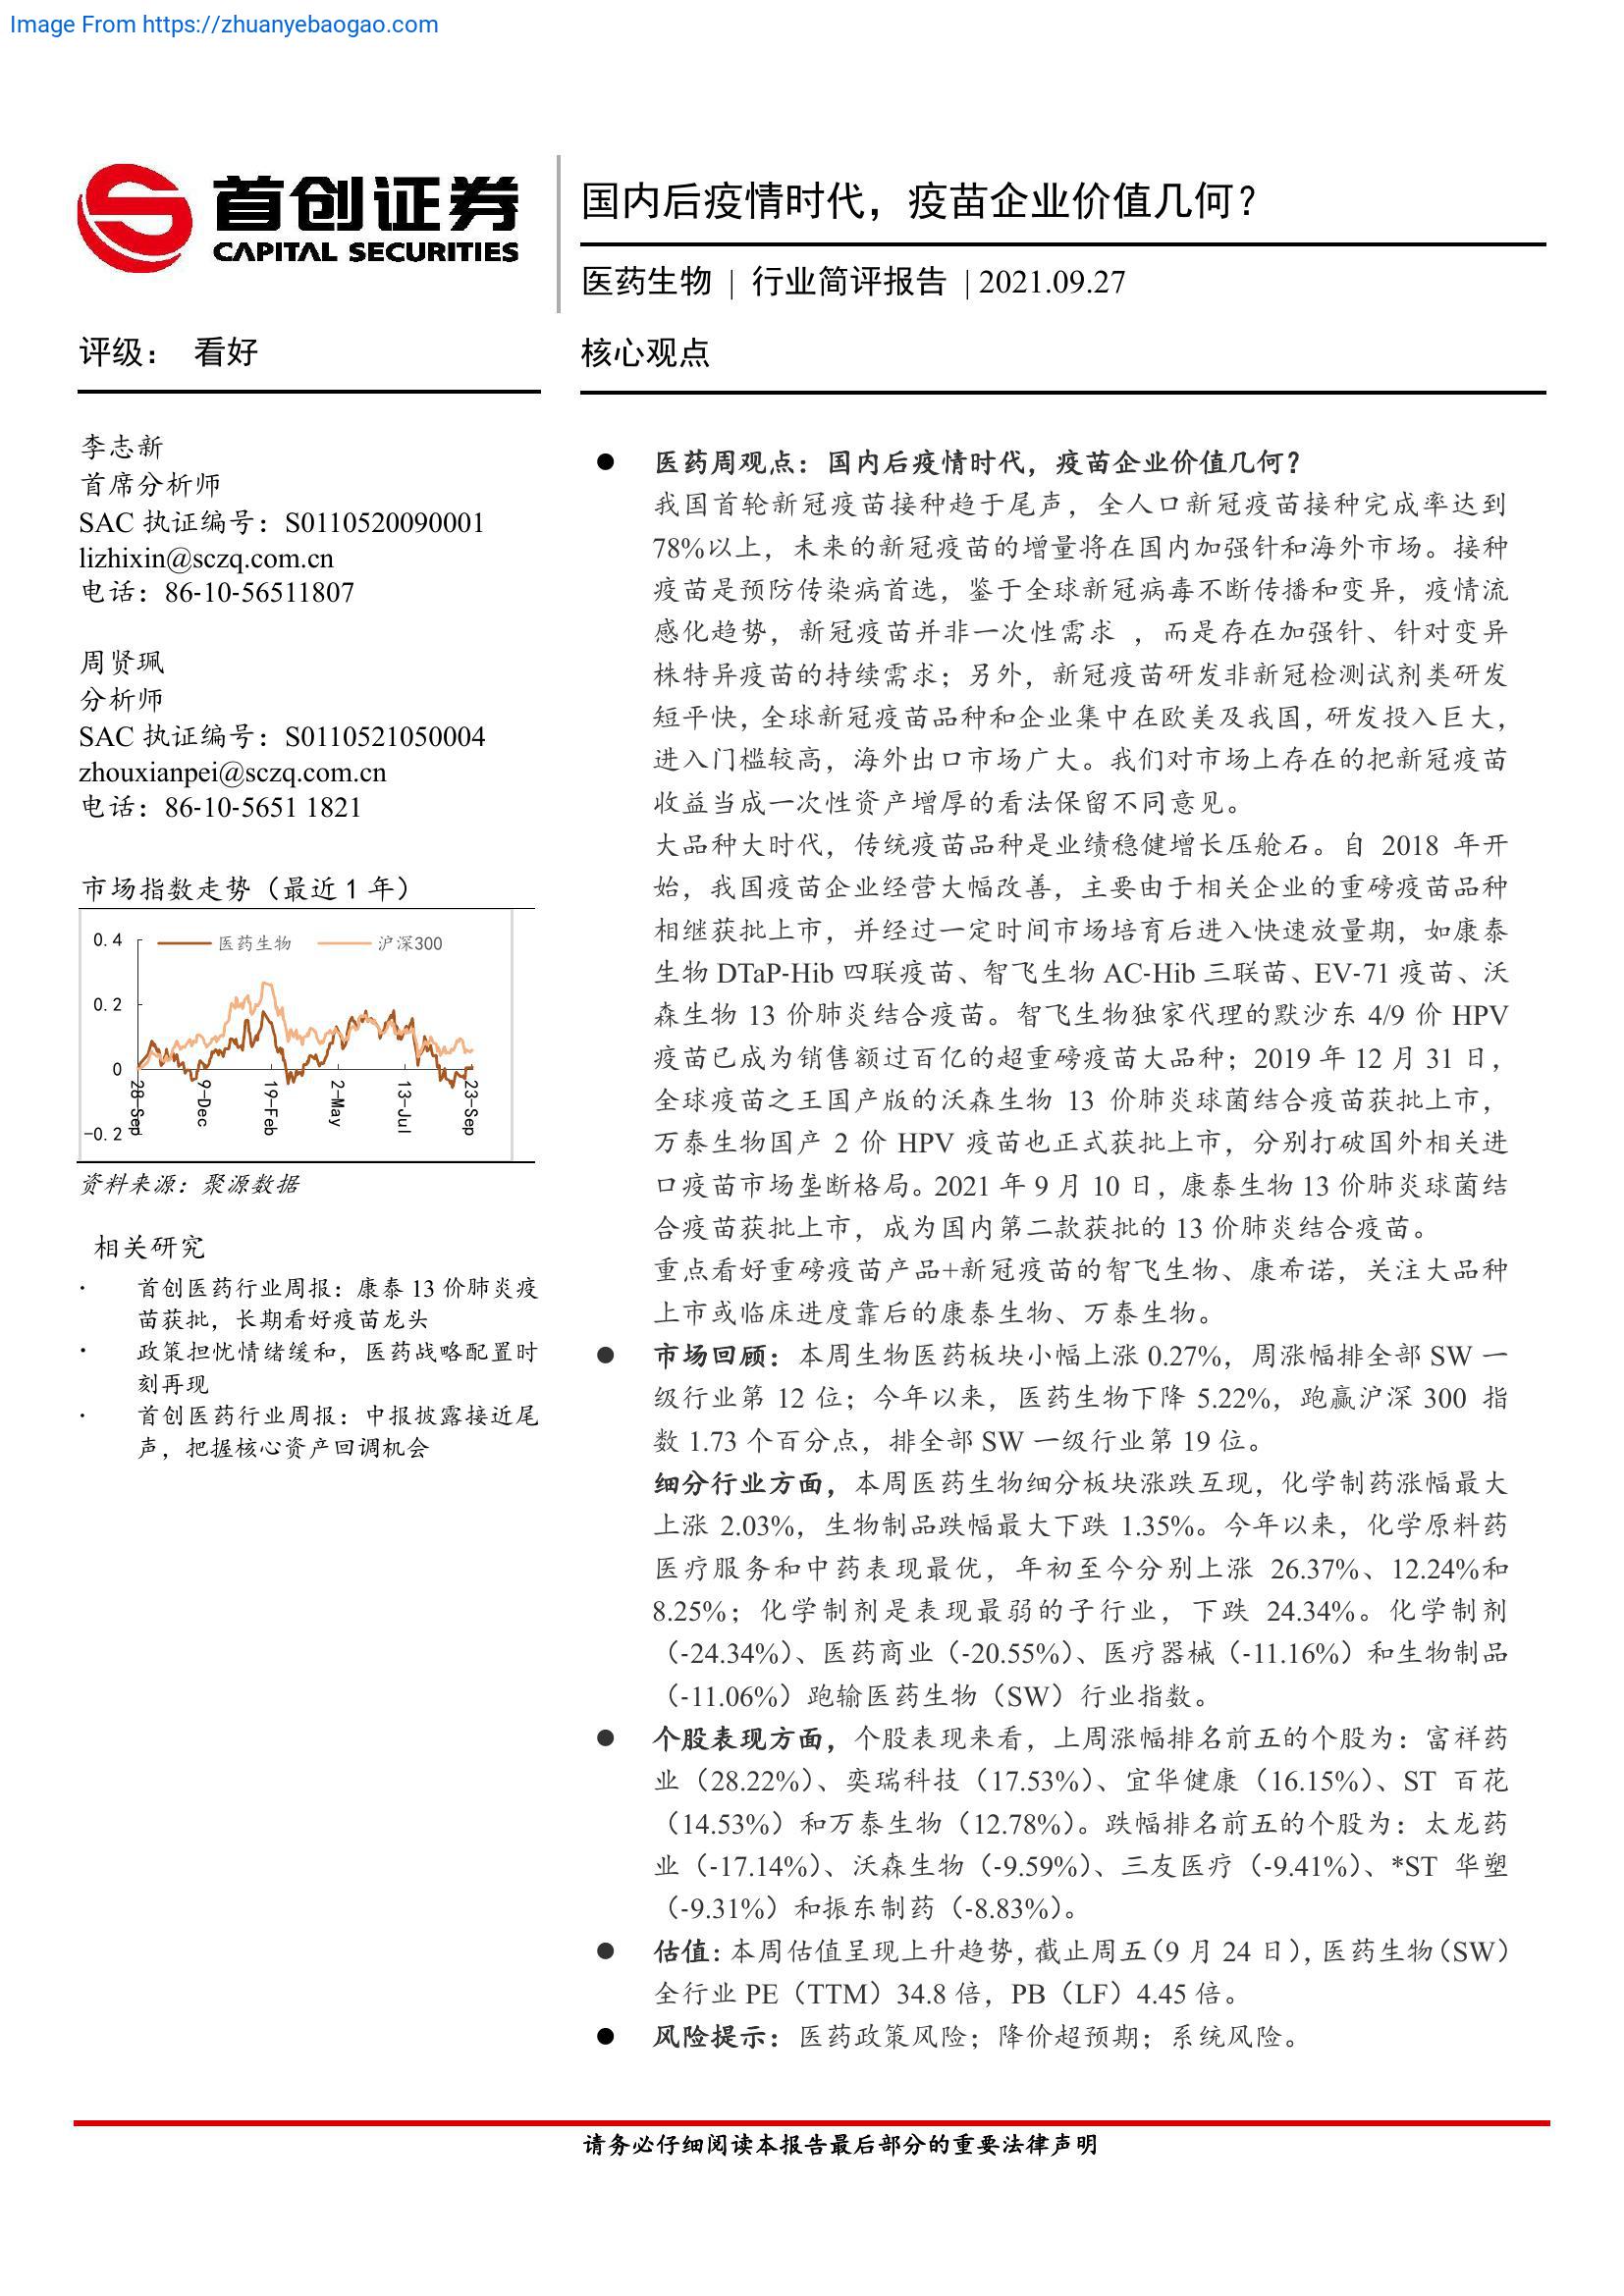 Image From https://zhuanyebaogao.com
首创证券
CAPITAL SECURITIES
国内后疫情时代，疫苗企业价值几何？
医药生物 | 行业简评报告 | 2021.09.27
评级： 看好
李志新
首席分析师
SAC 执证编号：S0110520090001
lizhixin@sczq.com.cn
电话：86-10-56511807
周贤珮
分析师
SAC 执证编号：S0110521050004
zhouxianpei@sczq.com.cn
电话：86-10-5651 1821
市场指数走势（最近 1 年）
医药生物 沪深300
0.4
0.2
0
-0.2
28-Sep
9-Dec
19-Feb
2-May
13-Jul
23-Sep
资料来源：聚源数据
相关研究
· 首创医药行业周报：康泰 13 价肺炎疫
苗获批，长期看好疫苗龙头
· 政策担忧情绪缓和，医药战略配置时
刻再现
· 首创医药行业周报：中报披露接近尾
声，把握核心资产回调机会
核心观点
● 医药周观点：国内后疫情时代，疫苗企业价值几何？
我国首轮新冠疫苗接种趋于尾声，全人口新冠疫苗接种完成率达到
78%以上，未来的新冠疫苗的增量将在国内加强针和海外市场。接种
疫苗是预防传染病首选，鉴于全球新冠病毒不断传播和变异，疫情流
感化趋势，新冠疫苗并非一次性需求 ，而是存在加强针、针对变异
株特异疫苗的持续需求；另外，新冠疫苗研发非新冠检测试剂类研发
短平快，全球新冠疫苗品种和企业集中在欧美及我国，研发投入巨大，
进入门槛较高，海外出口市场广大。我们对市场上存在的把新冠疫苗
收益当成一次性资产增厚的看法保留不同意见。
大品种大时代，传统疫苗品种是业绩稳健增长压舱石。自 2018 年开
始，我国疫苗企业经营大幅改善，主要由于相关企业的重磅疫苗品种
相继获批上市，并经过一定时间市场培育后进入快速放量期，如康泰
生物 DTaP-Hib 四联疫苗、智飞生物 AC-Hib 三联苗、EV-71 疫苗、沃
森生物 13 价肺炎结合疫苗。智飞生物独家代理的默沙东 4/9 价 HPV
疫苗已成为销售额过百亿的超重磅疫苗大品种；2019 年 12 月 31 日，
全球疫苗之王国产版的沃森生物 13 价肺炎球菌结合疫苗获批上市，
万泰生物国产 2 价 HPV 疫苗也正式获批上市，分别打破国外相关进
口疫苗市场垄断格局。2021 年 9 月 10 日，康泰生物 13 价肺炎球菌结
合疫苗获批上市，成为国内第二款获批的 13 价肺炎结合疫苗。
重点看好重磅疫苗产品+新冠疫苗的智飞生物、康希诺，关注大品种
上市或临床进度靠后的康泰生物、万泰生物。
● 市场回顾：本周生物医药板块小幅上涨 0.27%，周涨幅排全部 SW 一
级行业第 12 位；今年以来，医药生物下降 5.22%，跑赢沪深 300 指
数 1.73 个百分点，排全部 SW 一级行业第 19 位。
细分行业方面，本周医药生物细分板块涨跌互现，化学制药涨幅最大
上涨 2.03%，生物制品跌幅最大下跌 1.35%。今年以来，化学原料药
医疗服务和中药表现最优，年初至今分别上涨 26.37%、12.24%和
8.25%；化学制剂是表现最弱的子行业，下跌 24.34%。化学制剂
（-24.34%）、医药商业（-20.55%）、医疗器械（-11.16%）和生物制品
（-11.06%）跑输医药生物（SW）行业指数。
● 个股表现方面，个股表现来看，上周涨幅排名前五的个股为：富祥药
业（28.22%）、奕瑞科技（17.53%）、宜华健康（16.15%）、ST 百花
（14.53%）和万泰生物（12.78%）。跌幅排名前五的个股为：太龙药
业（-17.14%）、沃森生物（-9.59%）、三友医疗（-9.41%）、*ST 华塑
（-9.31%）和振东制药（-8.83%）。
● 估值：本周估值呈现上升趋势，截止周五（9 月 24 日），医药生物（SW）
全行业 PE（TTM）34.8 倍，PB（LF）4.45 倍。
● 风险提示：医药政策风险；降价超预期；系统风险。
请务必仔细阅读本报告最后部分的重要法律声明